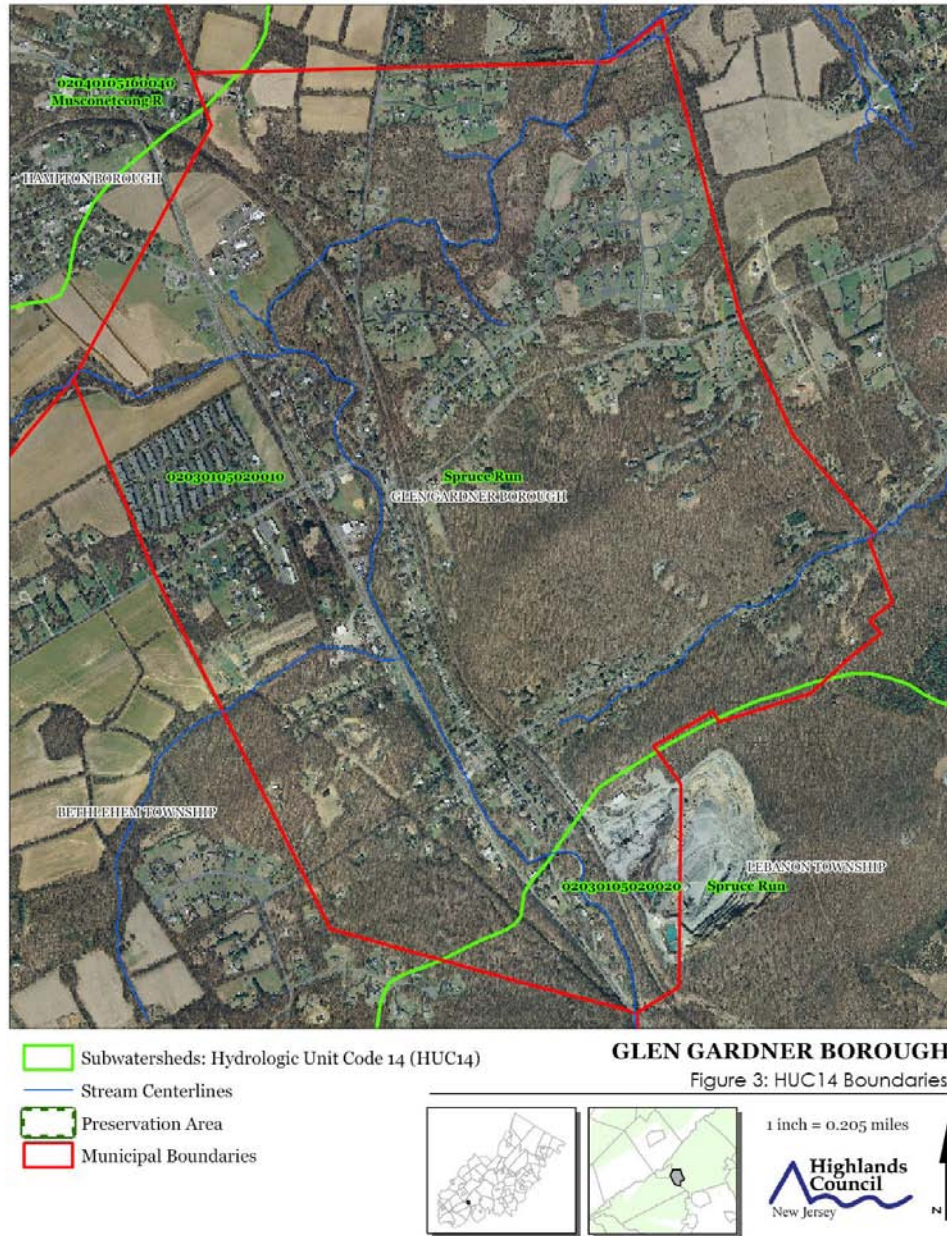 02040105160040
Musconetcong R
HAMPTON BOROUGH
02030105020010
Spruce Run
GLEN GARDNER BOROUGH
BETHLEHEM TOWNSHIP
LEBANON TOWNSHIP
02030105020020
Spruce Run
Subwatersheds: Hydrologic Unit Code 14 (HUC14)
Stream Centerlines
Preservation Area
Municipal Boundaries
GLEN GARDNER BOROUGH
Figure 3: HUC14 Boundaries
1 inch = 0.205 miles
Highlands
Council
New Jersey
N